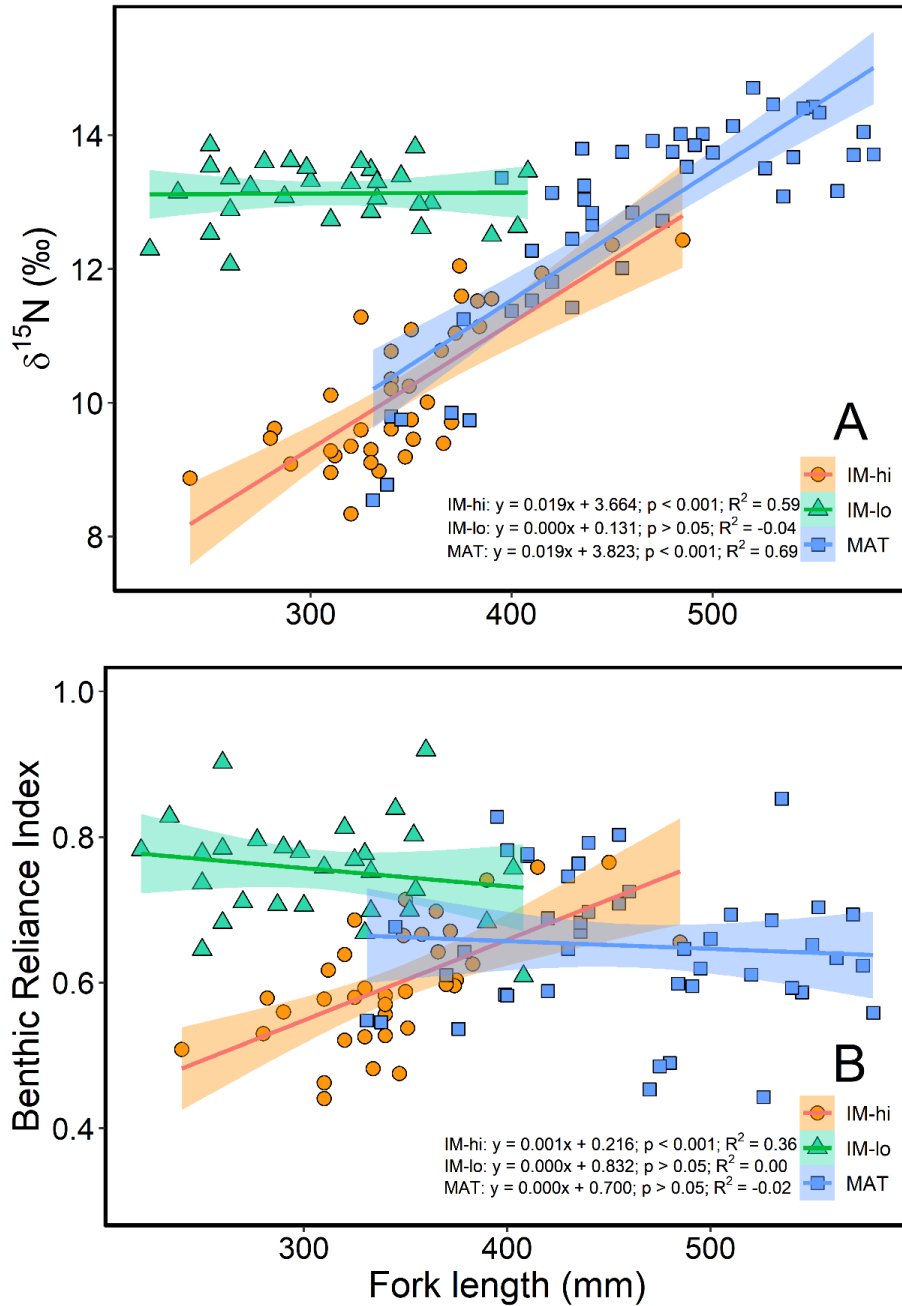 14
12
10
8
δ¹⁵N (‰)
A
IM-hi
IM-lo
MAT
IM-hi: y = 0.019x + 3.664; p < 0.001; R² = 0.59
IM-lo: y = 0.000x + 0.131; p > 0.05; R² = -0.04
MAT: y = 0.019x + 3.823; p < 0.001; R² = 0.69
300 400 500
1.0
0.8
0.6
0.4
Benthic Reliance Index
B
IM-hi
IM-lo
MAT
IM-hi: y = 0.001x + 0.216; p < 0.001; R² = 0.36
IM-lo: y = 0.000x + 0.832; p > 0.05; R² = 0.00
MAT: y = 0.000x + 0.700; p > 0.05; R² = -0.02
300 400 500
Fork length (mm)